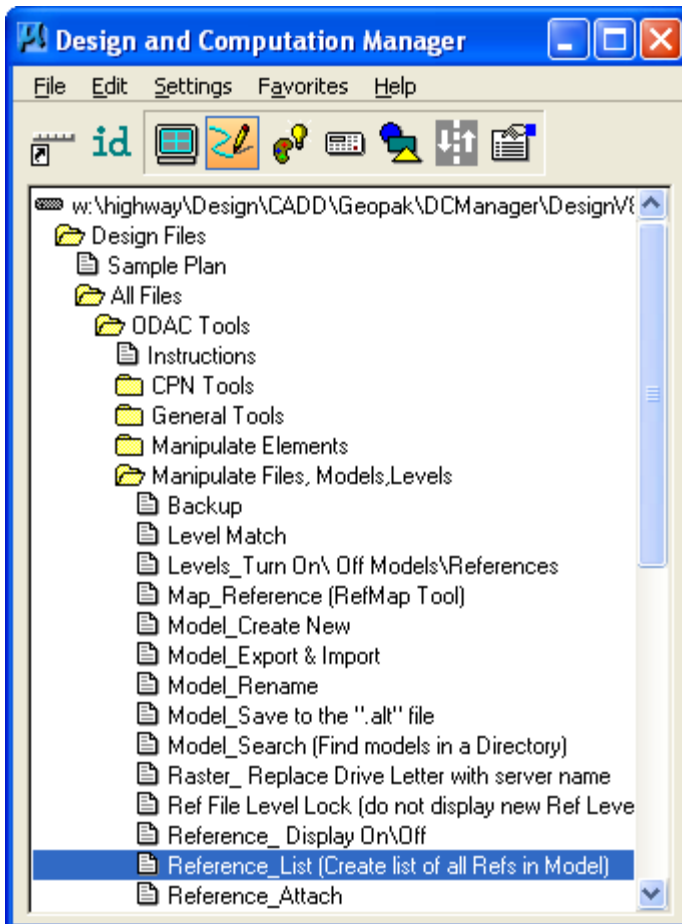 Design and Computation Manager
File Edit Settings Favorites Help
id
w:\highway\Design\CADD\Geopak\DCManager\DesignV8
Design Files
Sample Plan
All Files
ODAC Tools
Instructions
CPN Tools
General Tools
Manipulate Elements
Manipulate Files, Models,Levels
Backup
Level Match
Levels_Turn On\ Off Models\References
Map_Reference (RefMap Tool)
Model_Create New
Model_Export & Import
Model_Rename
Model_Save to the ".alt" file
Model_Search (Find models in a Directory)
Raster_ Replace Drive Letter with server name
Ref File Level Lock (do not display new Ref Leve
Reference_ Display On\Off
Reference_List (Create list of all Refs in Model)
Reference_Attach